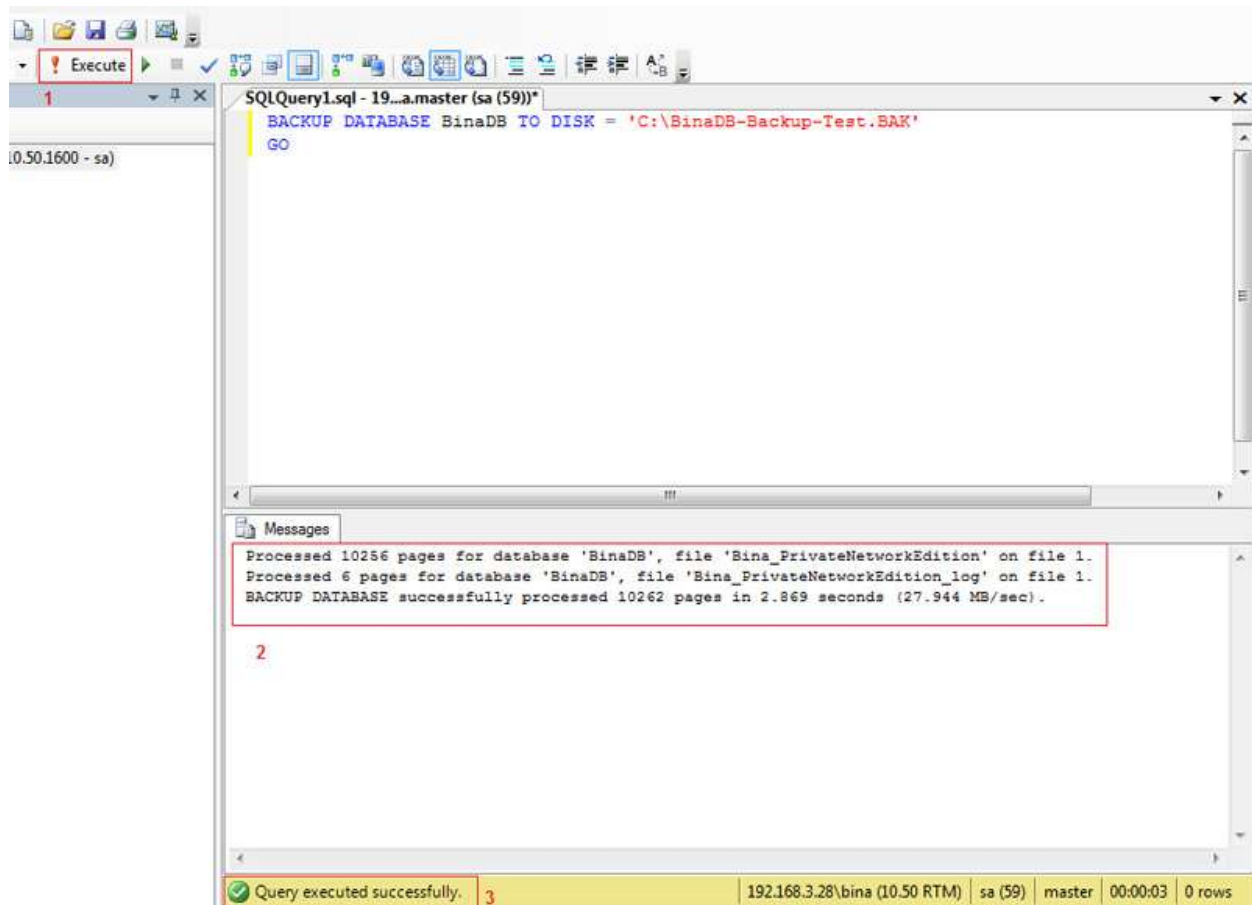 Execute
1
SQLQuery1.sql - 19...a.master (sa (59))*
BACKUP DATABASE BinaDB TO DISK = 'C:\BinaDB-Backup-Test.BAK'
GO
10.50.1600 - sa)
Messages
Processed 10256 pages for database 'BinaDB', file 'Bina_PrivateNetworkEdition' on file 1.
Processed 6 pages for database 'BinaDB', file 'Bina_PrivateNetworkEdition_log' on file 1.
BACKUP DATABASE successfully processed 10262 pages in 2.869 seconds (27.944 MB/sec).
2
Query executed successfully. 3 192.168.3.28\bina (10.50 RTM) sa (59) master 00:00:03 0 rows